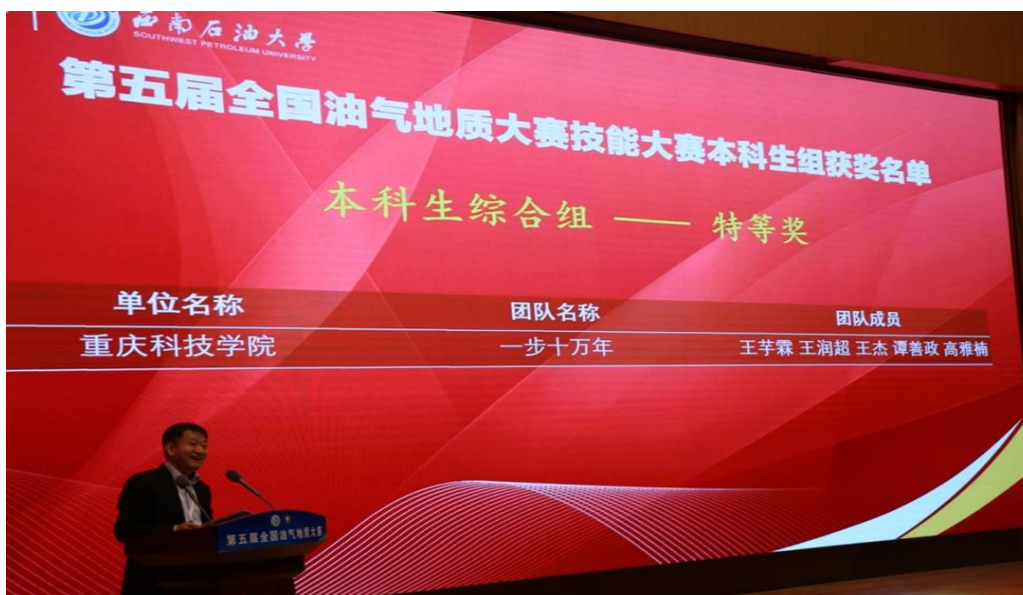 西南石油大学
SOUTHWEST PETROLEUM UNIVERSITY
第五届全国油气地质大赛技能大赛本科生组获奖名单
本科生综合组 —— 特等奖
单位名称 团队名称 团队成员
重庆科技学院 一步十万年 王芋霖 王润超 王杰 谭善政 高雅楠
第五届全国油气地质大赛